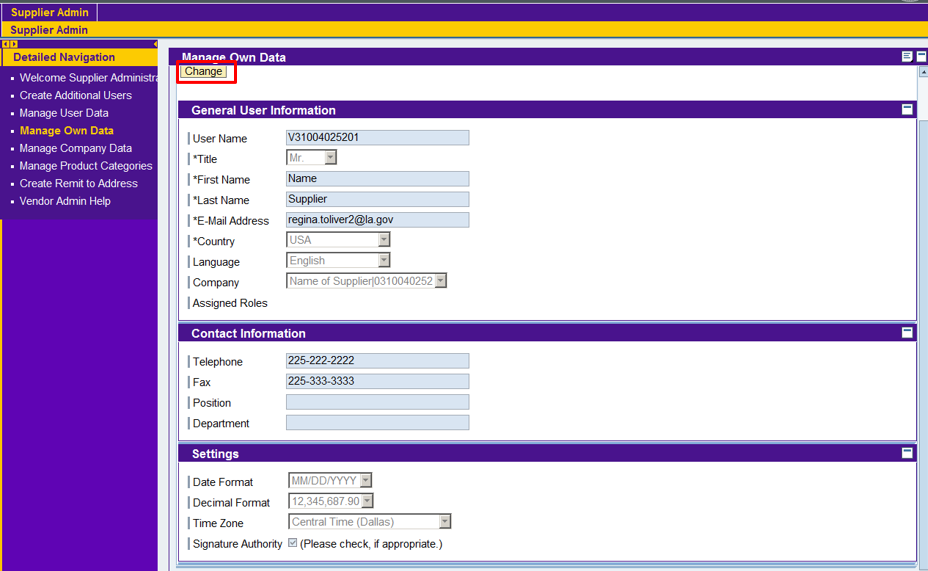 Supplier Admin
Supplier Admin
Detailed Navigation
Welcome Supplier Administra
Create Additional Users
Manage User Data
Manage Own Data
Manage Company Data
Manage Product Categories
Create Remit to Address
Vendor Admin Help
Manage Own Data
Change
General User Information
User Name V31004025201
*Title Mr.
*First Name Name
*Last Name Supplier
*E-Mail Address regina.toliver2@la.gov
*Country USA
Language English
Company Name of Supplier|0310040252
Assigned Roles
Contact Information
Telephone 225-222-2222
Fax 225-333-3333
Position
Department
Settings
Date Format MM/DD/YYYY
Decimal Format 12,345,687.90
Time Zone Central Time (Dallas)
Signature Authority (Please check, if appropriate.)